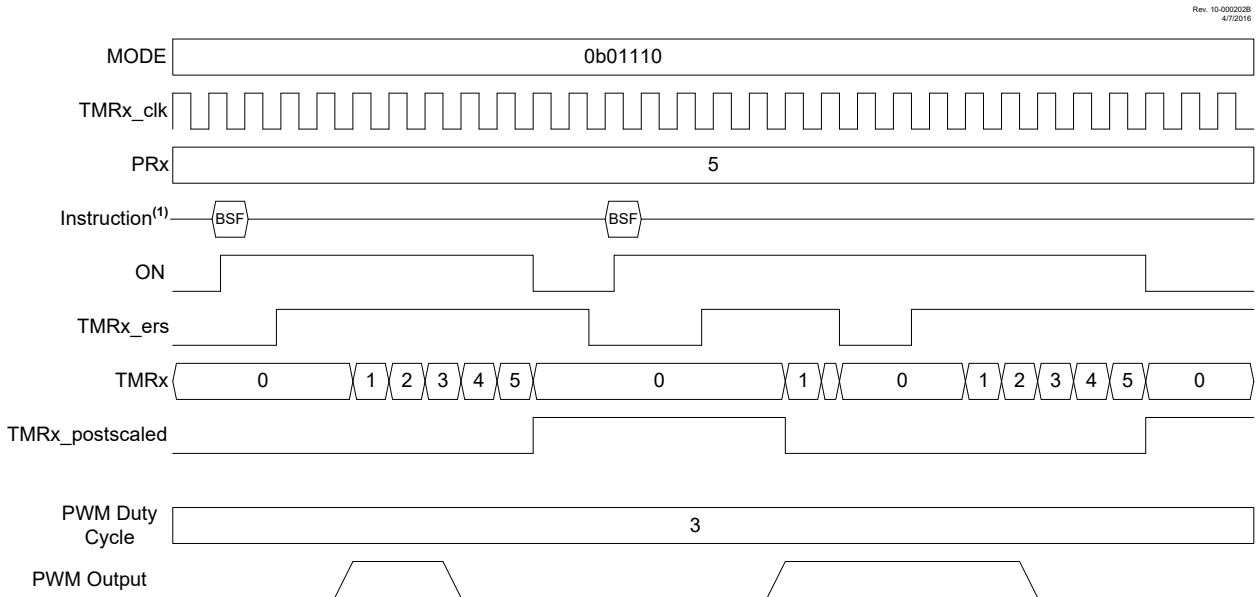 Rev. 10-000202B
4/7/2016
MODE 0b01110
TMRx_clk
PRx 5
Instruction(1) BSF BSF
ON
TMRx_ers
TMRx 0 1 2 3 4 5 0 1 0 1 2 3 4 5 0
TMRx_postscaled
PWM Duty
Cycle
3
PWM Output